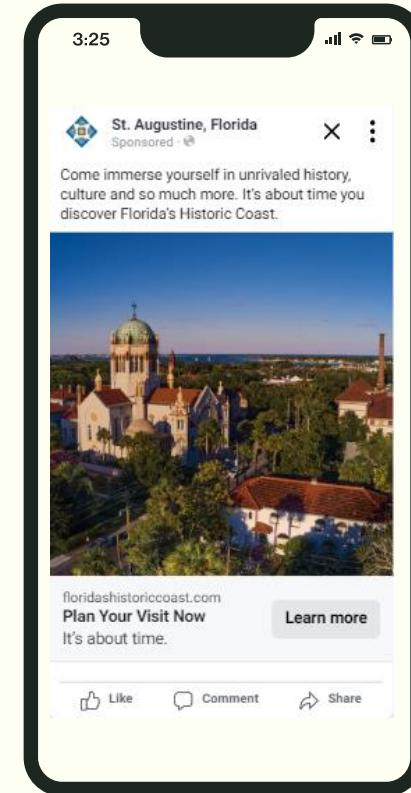 3:25
St. Augustine, Florida
Sponsored ·
Come immerse yourself in unrivaled history,
culture and so much more. It's about time you
discover Florida's Historic Coast.
floridashistoriccoast.com
Plan Your Visit Now
It's about time.
Learn more
Like Comment Share